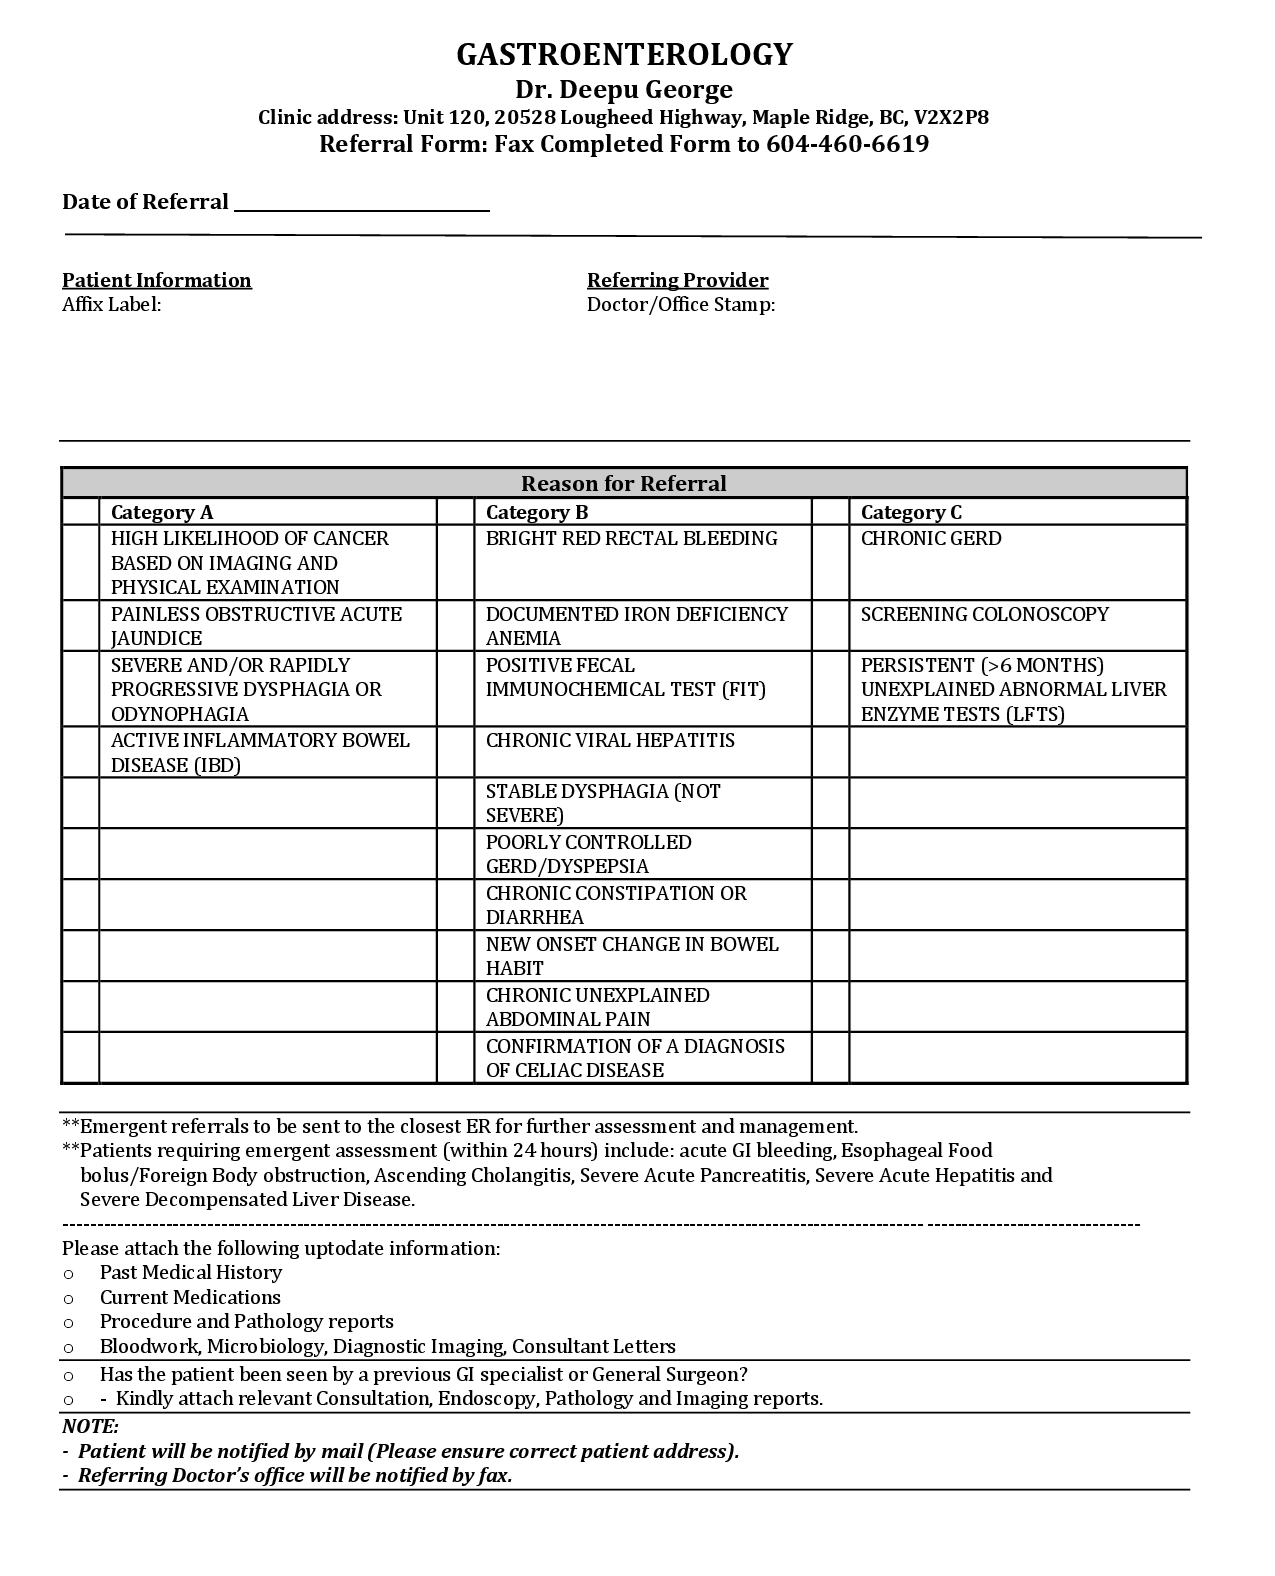 GASTROENTEROLOGY
Dr. Deepu George
Clinic address: Unit 120, 20528 Lougheed Highway, Maple Ridge, BC, V2X2P8
Referral Form: Fax Completed Form to 604-460-6619
Date of Referral
Patient Information
Affix Label:
Referring Provider
Doctor/Office Stamp:
Reason for Referral
Category A
Category B
Category C
HIGH LIKELIHOOD OF CANCER
BASED ON IMAGING AND
PHYSICAL EXAMINATION
BRIGHT RED RECTAL BLEEDING
CHRONIC GERD
PAINLESS OBSTRUCTIVE ACUTE
JAUNDICE
DOCUMENTED IRON DEFICIENCY
ANEMIA
SCREENING COLONOSCOPY
SEVERE AND/OR RAPIDLY
PROGRESSIVE DYSPHAGIA OR
ODYNOPHAGIA
POSITIVE FECAL
IMMUNOCHEMICAL TEST (FIT)
PERSISTENT (>6 MONTHS)
UNEXPLAINED ABNORMAL LIVER
ENZYME TESTS (LFTS)
ACTIVE INFLAMMATORY BOWEL
DISEASE (IBD)
CHRONIC VIRAL HEPATITIS
STABLE DYSPHAGIA (NOT
SEVERE)
POORLY CONTROLLED
GERD/DYSPEPSIA
CHRONIC CONSTIPATION OR
DIARRHEA
NEW ONSET CHANGE IN BOWEL
HABIT
CHRONIC UNEXPLAINED
ABDOMINAL PAIN
CONFIRMATION OF A DIAGNOSIS
OF CELIAC DISEASE
**Emergent referrals to be sent to the closest ER for further assessment and management.
**Patients requiring emergent assessment (within 24 hours) include: acute GI bleeding, Esophageal Food
bolus/Foreign Body obstruction, Ascending Cholangitis, Severe Acute Pancreatitis, Severe Acute Hepatitis and
Severe Decompensated Liver Disease.
Please attach the following uptodate information:
o Past Medical History
o Current Medications
o Procedure and Pathology reports
o Bloodwork, Microbiology, Diagnostic Imaging, Consultant Letters
o Has the patient been seen by a previous GI specialist or General Surgeon?
o - Kindly attach relevant Consultation, Endoscopy, Pathology and Imaging reports.
NOTE:
- Patient will be notified by mail (Please ensure correct patient address).
- Referring Doctor's office will be notified by fax.